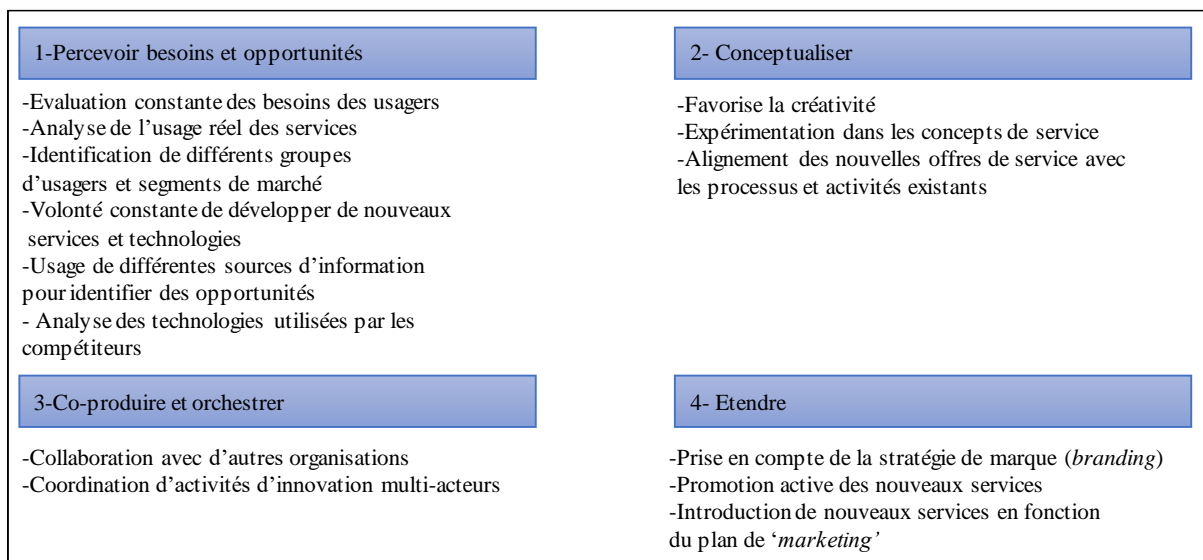 1-Percevoir besoins et opportunités
-Evaluation constante des besoins des usagers
-Analyse de l’usage réel des services
-Identification de différents groupes
d’usagers et segments de marché
-Volonté constante de développer de nouveaux
services et technologies
-Usage de différentes sources d’information
pour identifier des opportunités
- Analyse des technologies utilisées par les
compétiteurs
2- Conceptualiser
-Favorise la créativité
-Expérimentation dans les concepts de service
-Alignement des nouvelles offres de service avec
les processus et activités existants
3-Co-produire et orchestrer
-Collaboration avec d’autres organisations
-Coordination d’activités d’innovation multi-acteurs
4- Etendre
-Prise en compte de la stratégie de marque (branding)
-Promotion active des nouveaux services
-Introduction de nouveaux services en fonction
du plan de ‘marketing’